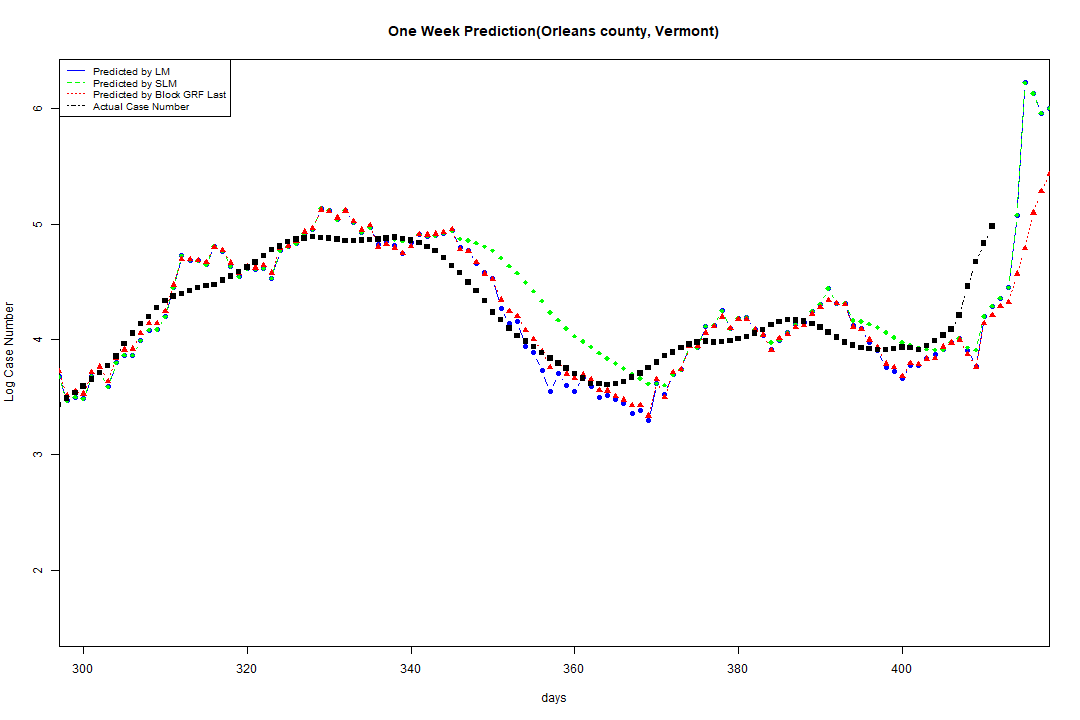 One Week Prediction(Orleans county, Vermont)
Predicted by LM
Predicted by SLM
Predicted by Block GRF Last
Actual Case Number
6
5
4
3
2
Log Case Number
300 320 340 360 380 400
days